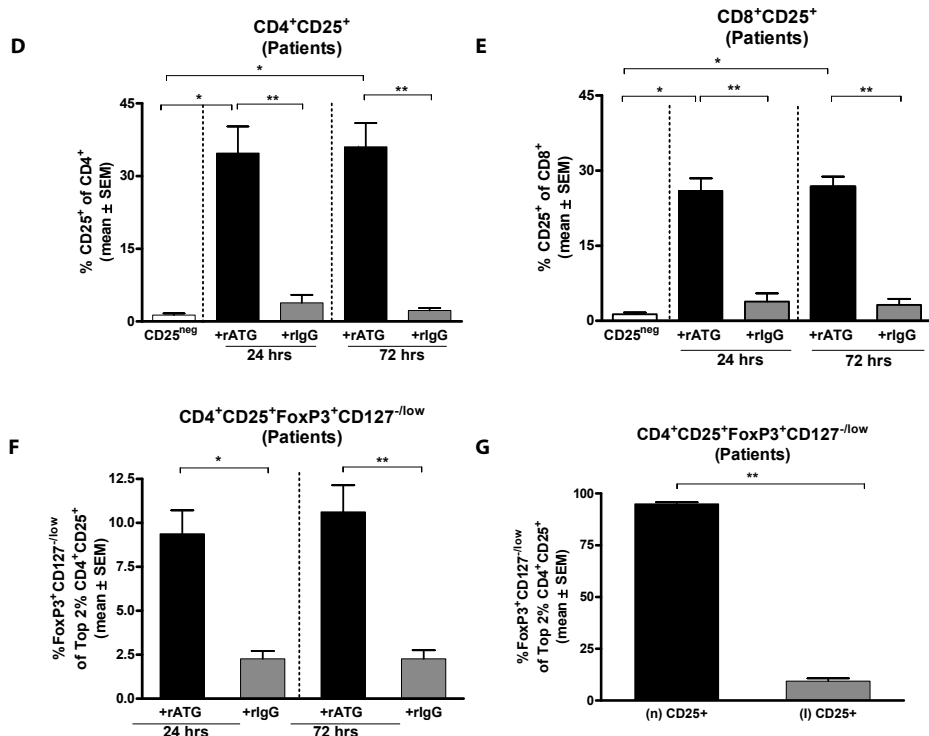 D
CD4⁺CD25⁺
(Patients)
% CD25⁺ of CD4⁺
(mean ± SEM)
45
30
15
0
*
*
**
**
CD25ⁿᵉᵍ
+rATG
+rIgG
+rATG
+rIgG
24 hrs
72 hrs
E
CD8⁺CD25⁺
(Patients)
% CD25⁺ of CD8⁺
(mean ± SEM)
45
30
15
0
*
*
**
**
CD25ⁿᵉᵍ
+rATG
+rIgG
+rATG
+rIgG
24 hrs
72 hrs
F
CD4⁺CD25⁺FoxP3⁺CD127⁻/ˡᵒʷ
(Patients)
%FoxP3⁺CD127⁻/ˡᵒʷ
of Top 2% CD4⁺CD25⁺
(mean ± SEM)
12.5
10.0
7.5
5.0
2.5
0.0
*
**
+rATG
+rIgG
+rATG
+rIgG
24 hrs
72 hrs
G
CD4⁺CD25⁺FoxP3⁺CD127⁻/ˡᵒʷ
(Patients)
%FoxP3⁺CD127⁻/ˡᵒʷ
of Top 2% CD4⁺CD25⁺
(mean ± SEM)
100
75
50
25
0
**
(n) CD25+
(I) CD25+